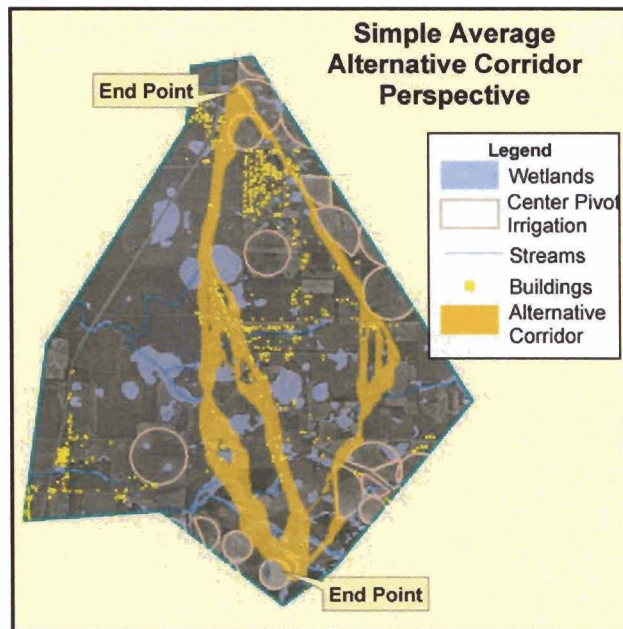 Simple Average
Alternative Corridor
Perspective
End Point
Legend
Wetlands
Center Pivot
Irrigation
Streams
Buildings
Alternative
Corridor
End Point